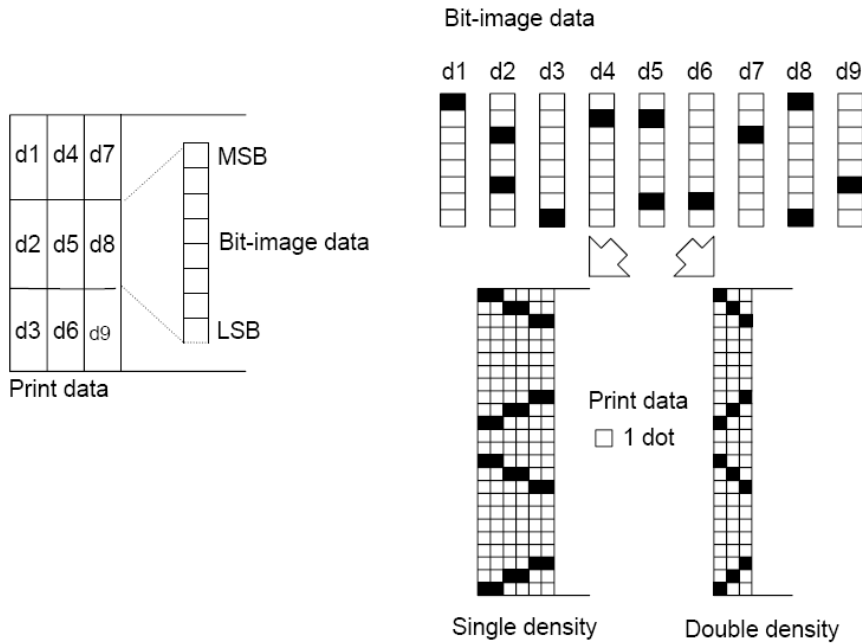 Bit-image data
d1 d2 d3 d4 d5 d6 d7 d8 d9
d1 d4 d7
MSB
d2 d5 d8
Bit-image data
d3 d6 d9
LSB
Print data
Print data
1 dot
Single density
Double density